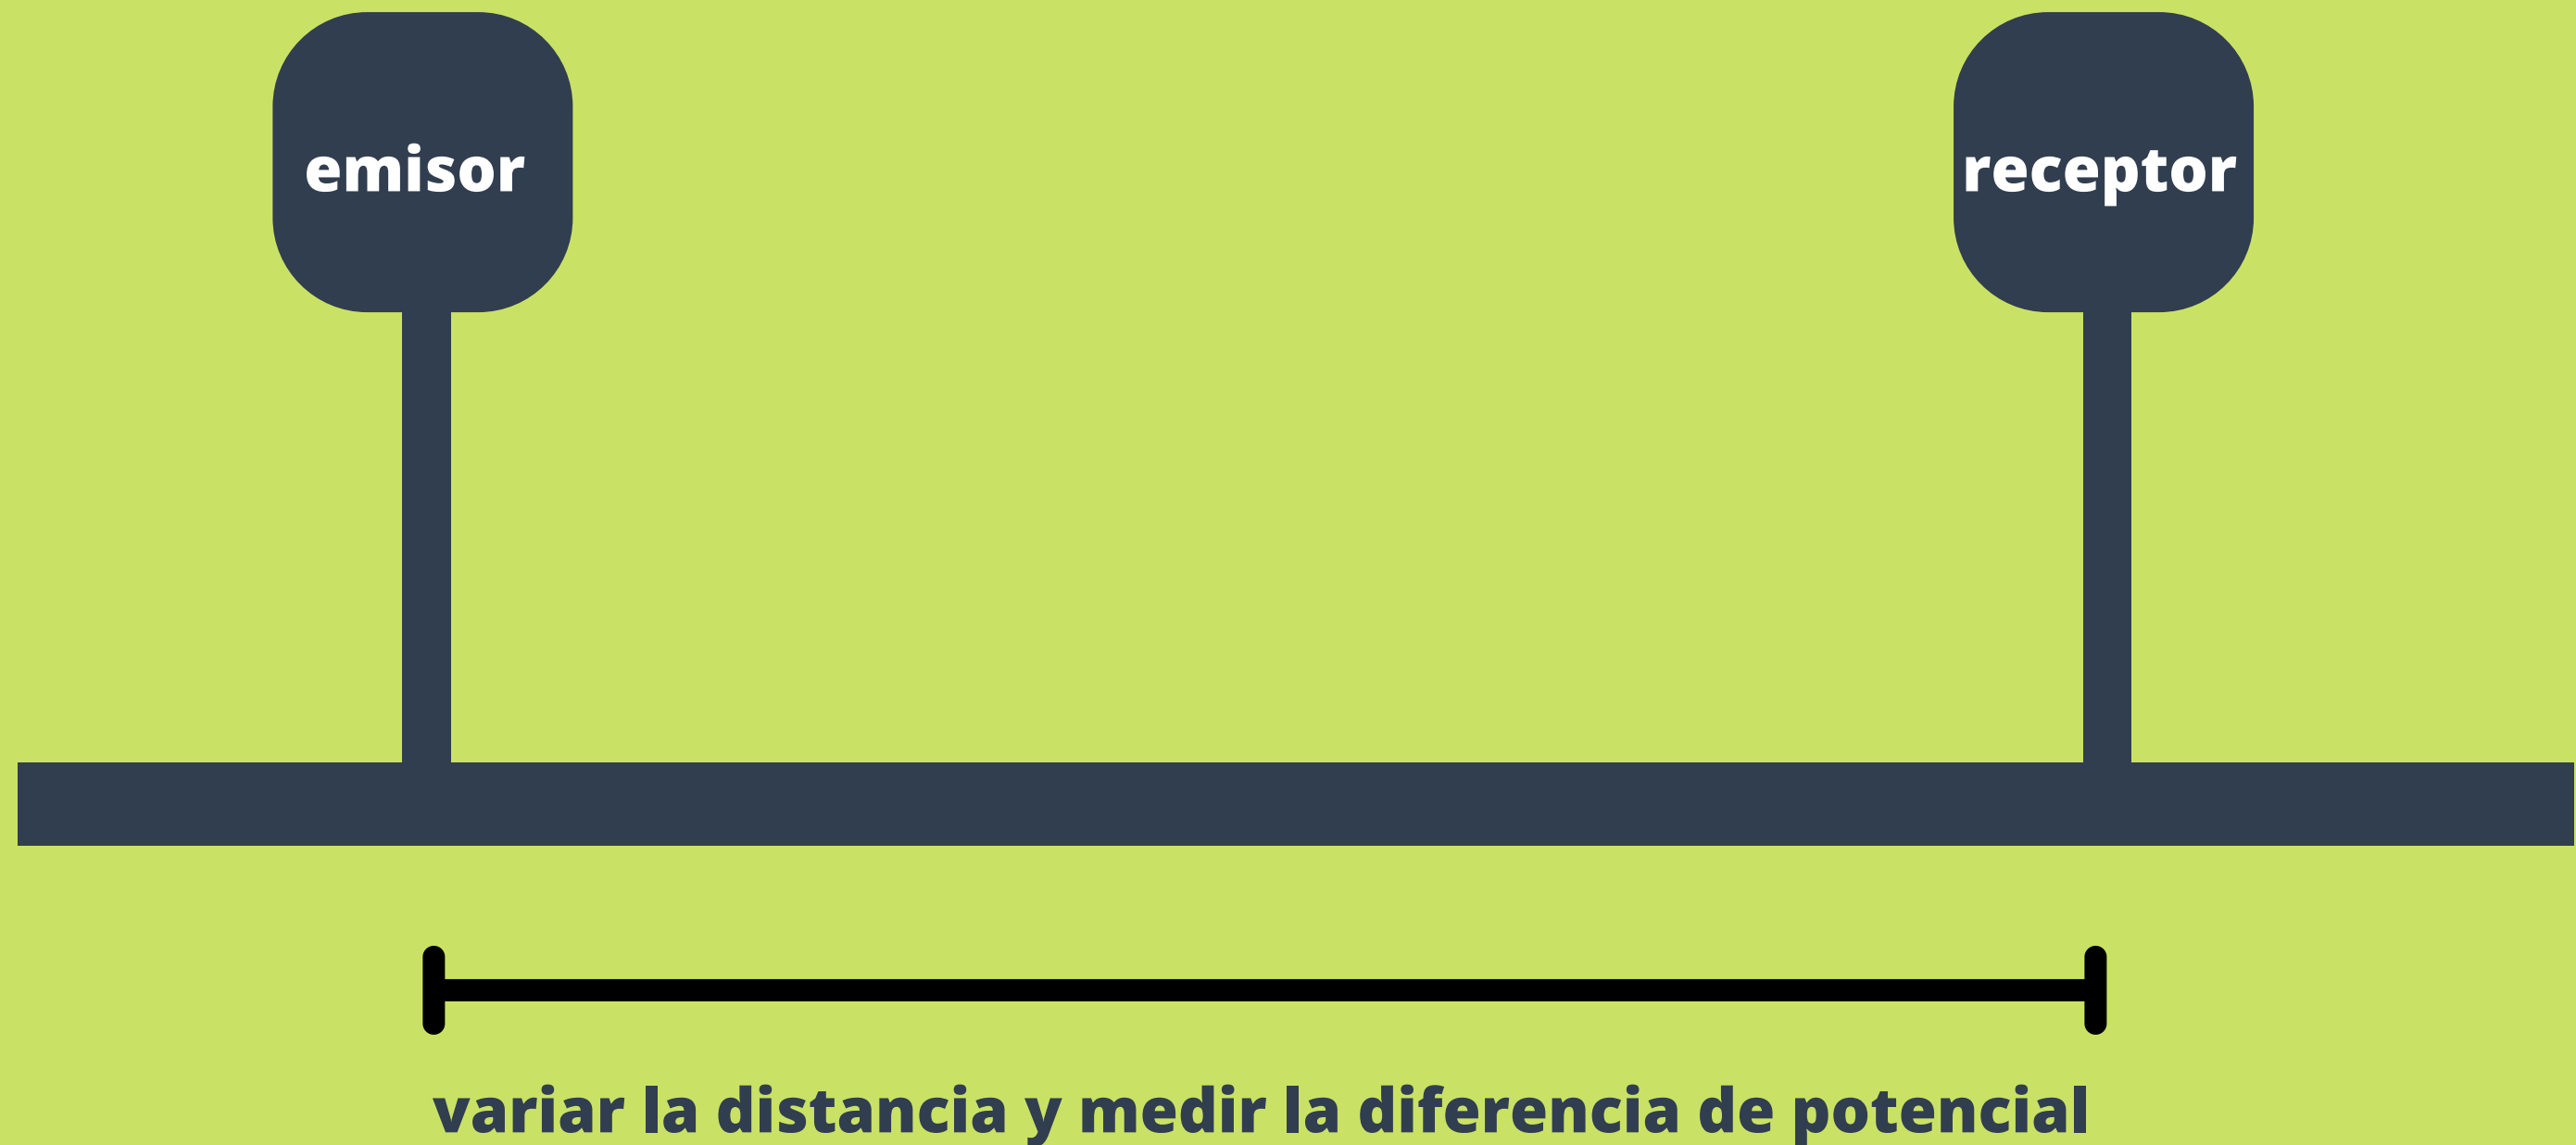 emisor
receptor
variar la distancia y medir la diferencia de potencial